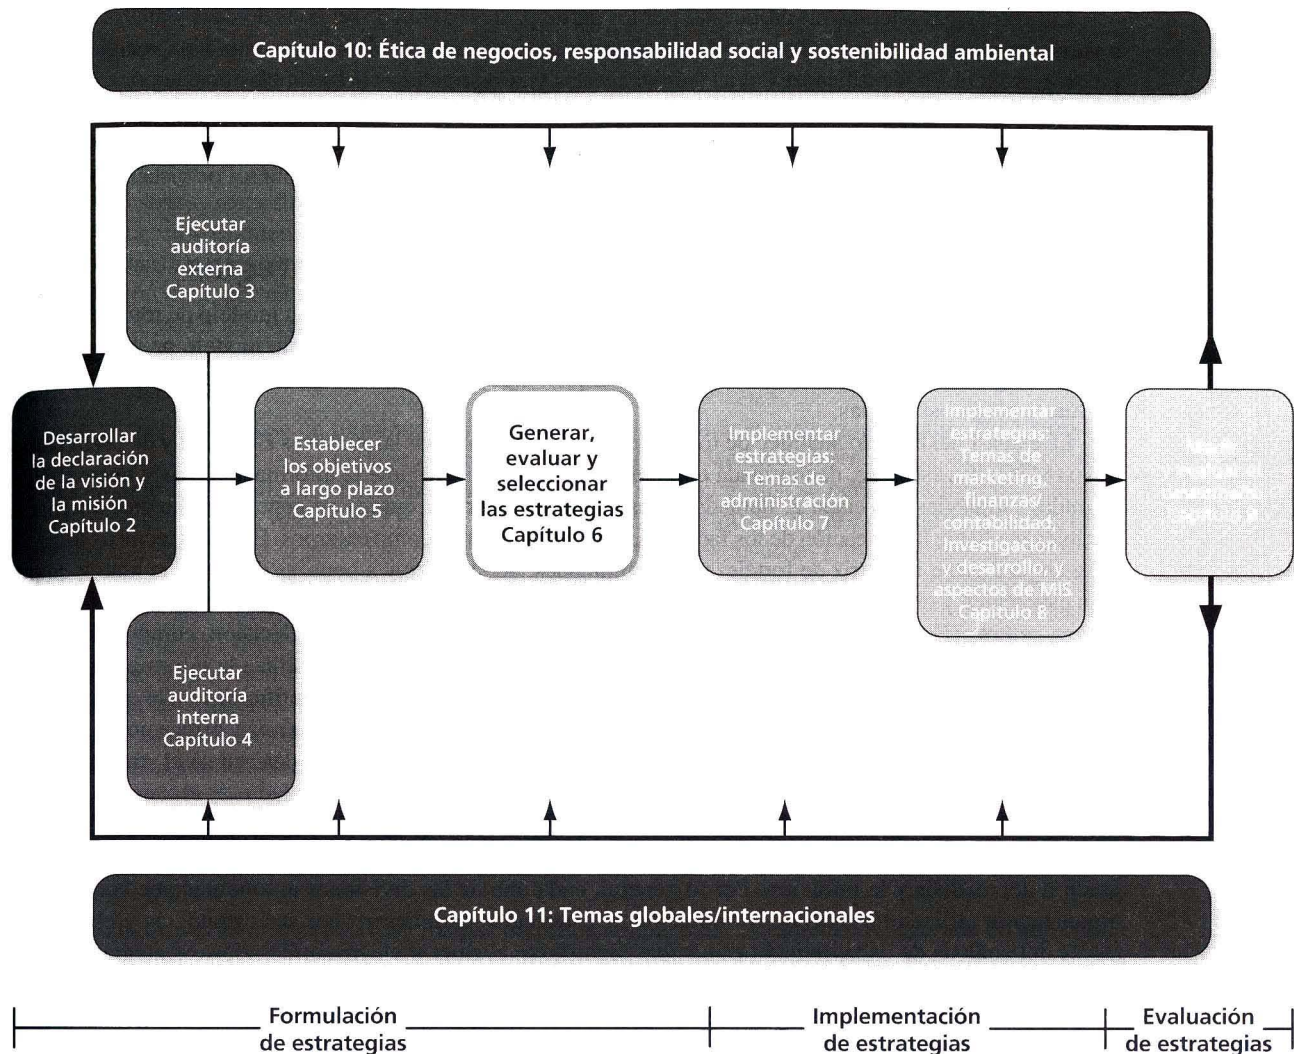 Capítulo 10: Ética de negocios, responsabilidad social y sostenibilidad ambiental
Ejecutar
auditoría
externa
Capítulo 3
Desarrollar
la declaración
de la visión y
la misión
Capítulo 2
Establecer
los objetivos
a largo plazo
Capítulo 5
Generar,
evaluar y
seleccionar
las estrategias
Capítulo 6
Implementar
estrategias:
Temas de
administración
Capítulo 7
Implementar
estrategias:
Temas de
marketing,
finanzas/
contabilidad,
investigación
y desarrollo, y
aspectos de MIS
Capítulo 8
Ejecutar
auditoría
interna
Capítulo 4
Capítulo 11: Temas globales/internacionales
Formulación
de estrategias
Implementación
de estrategias
Evaluación
de estrategias